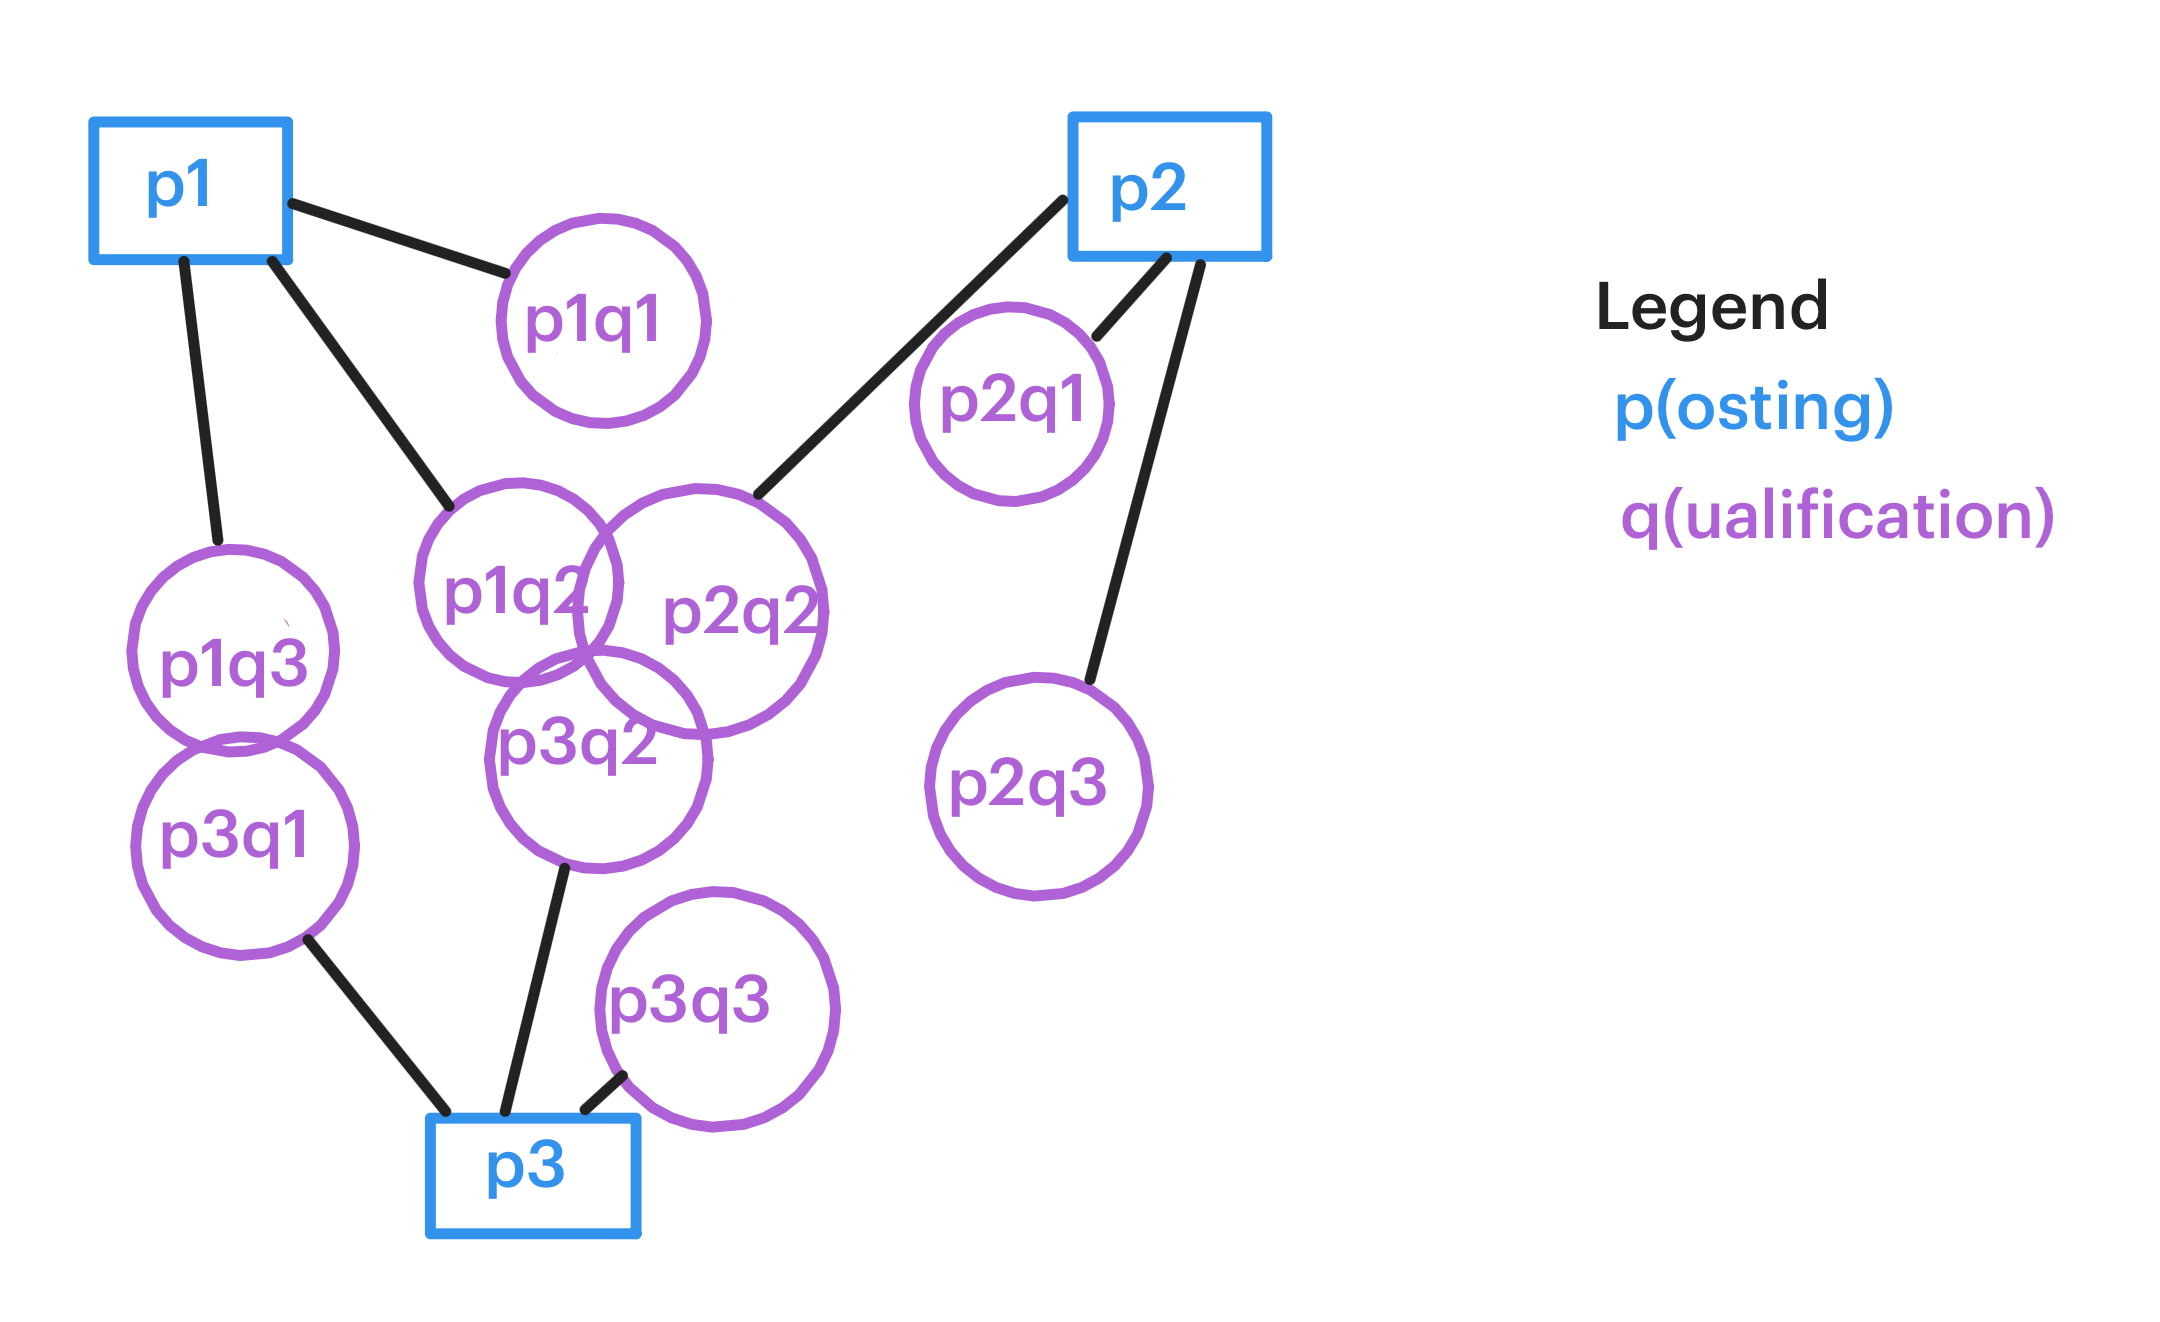 p1
p2
p1q1
Legend
p2q1
p(osting)
q(ualification)
p1q2
p2q2
p1q3
p3q2
p2q3
p3q1
p3q3
p3